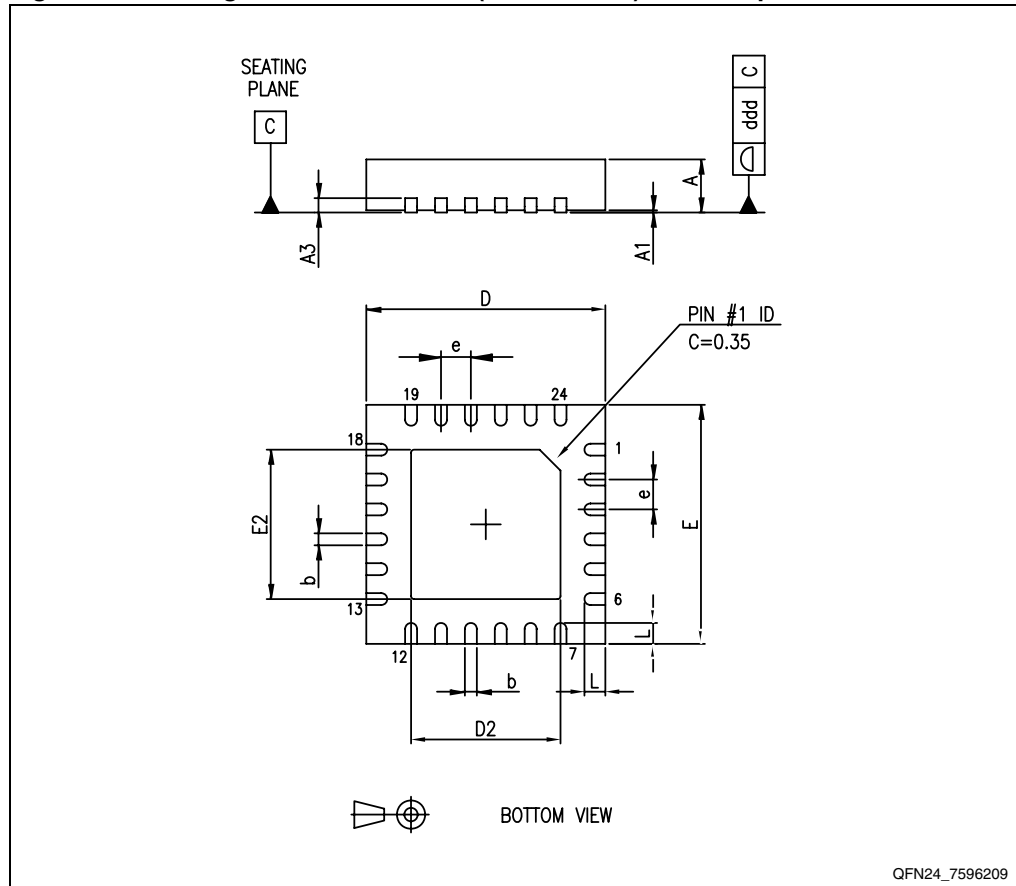 SEATING
PLANE
C
ddd C
A
A3
A1
D
PIN #1 ID
C=0.35
e
19
24
18
1
e
E2
E
b
13
6
L
12
7
b
L
D2
BOTTOM VIEW
QFN24_7596209